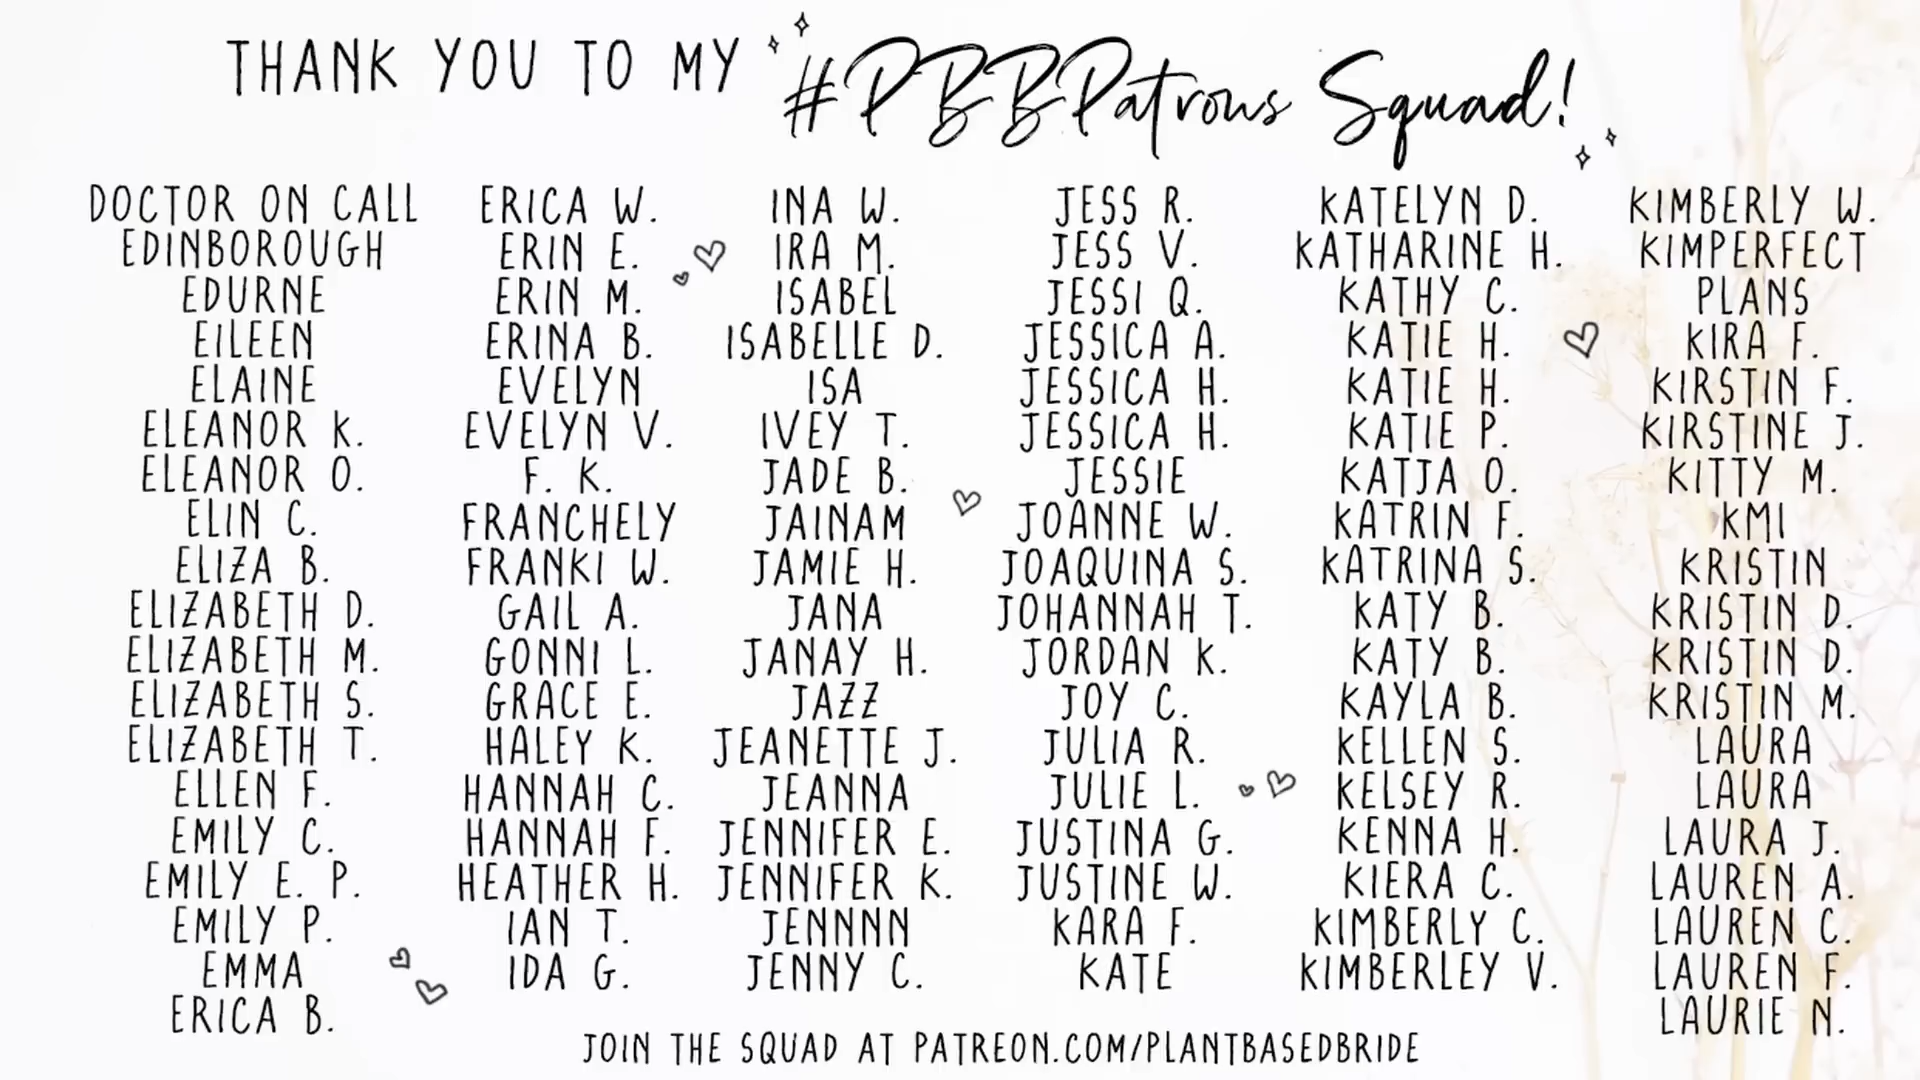 THANK YOU TO MY #PBBPatrons Squad!
DOCTOR ON CALL
EDINBOROUGH
EDURNE
EILEEN
ELAINE
ELEANOR K.
ELEANOR O.
ELIN C.
ELIZA B.
ELIZABETH D.
ELIZABETH M.
ELIZABETH S.
ELIZABETH T.
ELLEN F.
EMILY C.
EMILY E. P.
EMILY P.
EMMA
ERICA B.
ERICA W.
ERIN E.
ERIN M.
ERINA B.
EVELYN
EVELYN V.
F. K.
FRANCHELY
FRANKI W.
GAIL A.
GONNI L.
GRACE E.
HALEY K.
HANNAH C.
HANNAH F.
HEATHER H.
IAN T.
IDA G.
INA W.
IRA M.
ISABEL
ISABELLE D.
ISA
IVEY T.
JADE B.
JAINAM
JAMIE H.
JANA
JANAY H.
JAZZ
JEANETTE J.
JEANNA
JENNIFER E.
JENNIFER K.
JENNNN
JENNY C.
JESS R.
JESS V.
JESSI Q.
JESSICA A.
JESSICA H.
JESSICA H.
JESSIE
JOANNE W.
JOAQUINA S.
JOHANNAH T.
JORDAN K.
JOY C.
JULIA R.
JULIE L.
JUSTINA G.
JUSTINE W.
KARA F.
KATE
KATELYN D.
KATHARINE H.
KATHY C.
KATIE H.
KATIE H.
KATIE P.
KATJA O.
KATRIN F.
KATRINA S.
KATY B.
KATY B.
KAYLA B.
KELLEN S.
KELSEY R.
KENNA H.
KIERA C.
KIMBERLY C.
KIMBERLEY V.
KIMBERLY W.
KIMPERFECT
PLANS
KIRA F.
KIRSTIN F.
KIRSTINE J.
KITTY M.
KMI
KRISTIN
KRISTIN D.
KRISTIN D.
KRISTIN M.
LAURA
LAURA
LAURA J.
LAUREN A.
LAUREN C.
LAUREN F.
LAURIE N.
JOIN THE SQUAD AT PATREON.COM/PLANTBASEDBRIDE